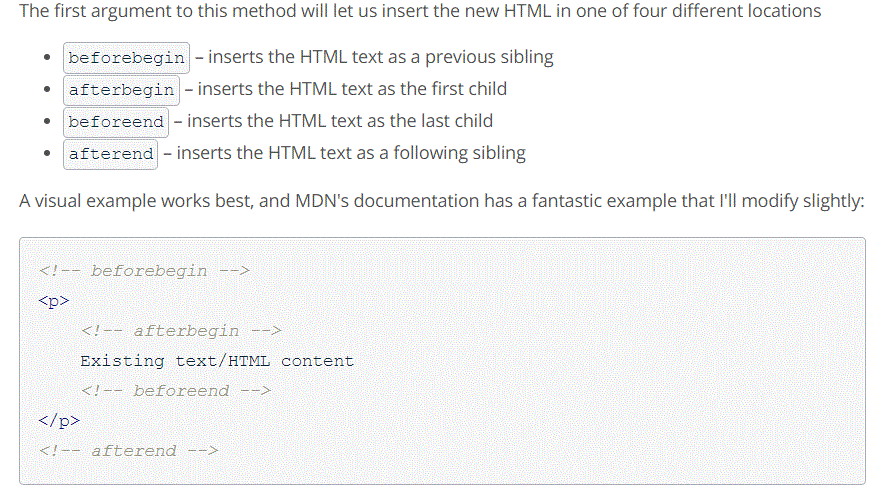 The first argument to this method will let us insert the new HTML in one of four different locations
• beforebegin – inserts the HTML text as a previous sibling
• afterbegin – inserts the HTML text as the first child
• beforeend – inserts the HTML text as the last child
• afterend – inserts the HTML text as a following sibling
A visual example works best, and MDN's documentation has a fantastic example that I'll modify slightly:
<!-- beforebegin -->
<p>
    <!-- afterbegin -->
    Existing text/HTML content
    <!-- beforeend -->
</p>
<!-- afterend -->